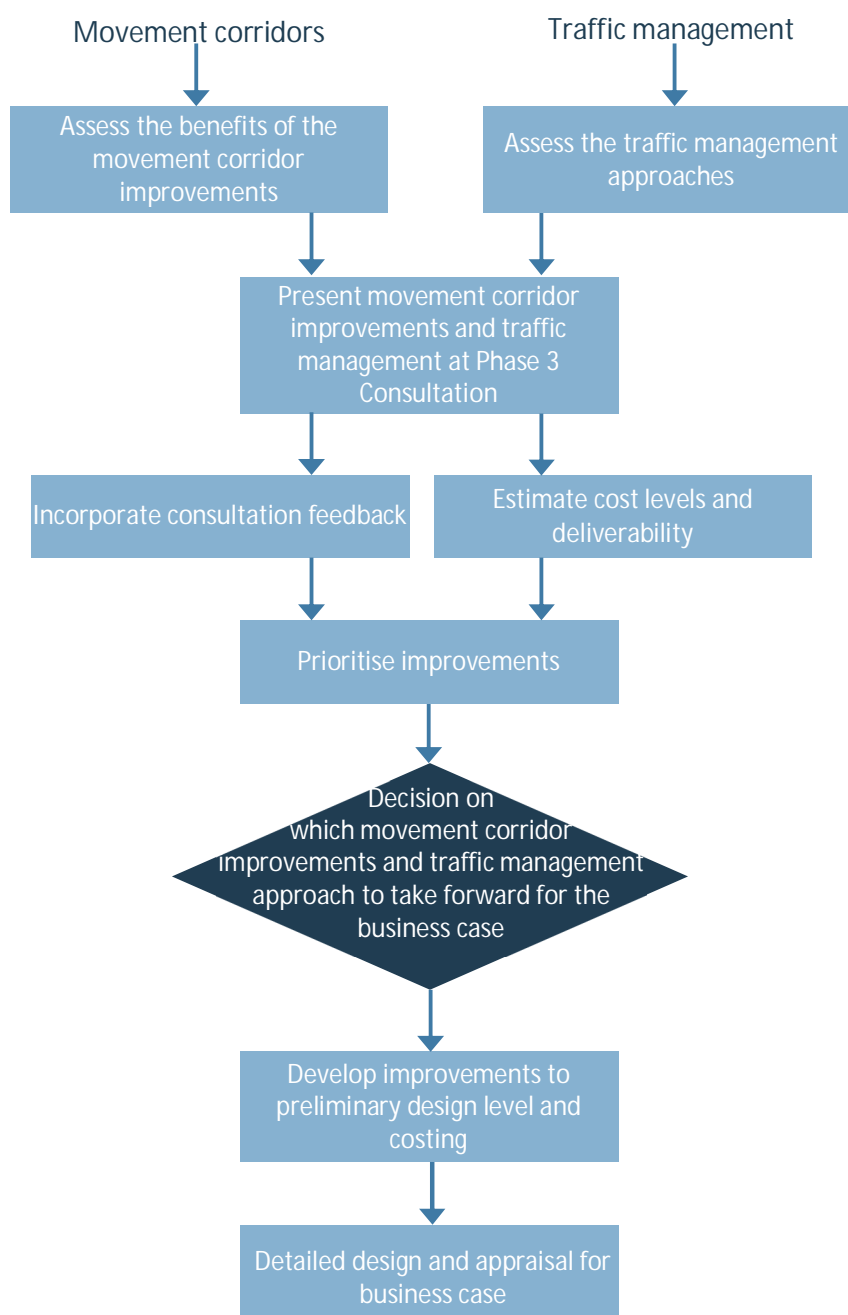 Movement corridors
Traffic management
Assess the benefits of the
movement corridor
improvements
Assess the traffic management
approaches
Present movement corridor
improvements and traffic
management at Phase 3
Consultation
Incorporate consultation feedback
Estimate cost levels and
deliverability
Prioritise improvements
Decision on
which movement corridor
improvements and traffic management
approach to take forward for the
business case
Develop improvements to
preliminary design level and
costing
Detailed design and appraisal for
business case